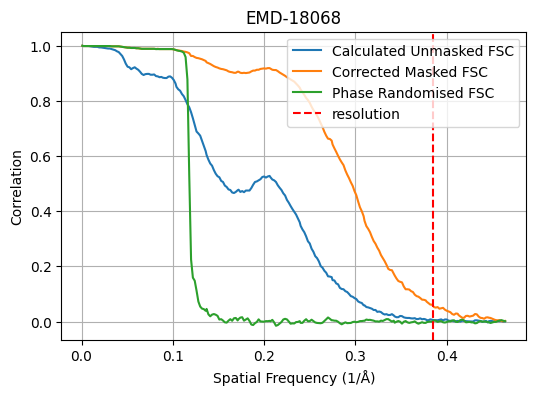 EMD-18068
1.0
0.8
0.6
0.4
0.2
0.0
Correlation
Calculated Unmasked FSC
Corrected Masked FSC
Phase Randomised FSC
resolution
0.0 0.1 0.2 0.3 0.4
Spatial Frequency (1/Å)